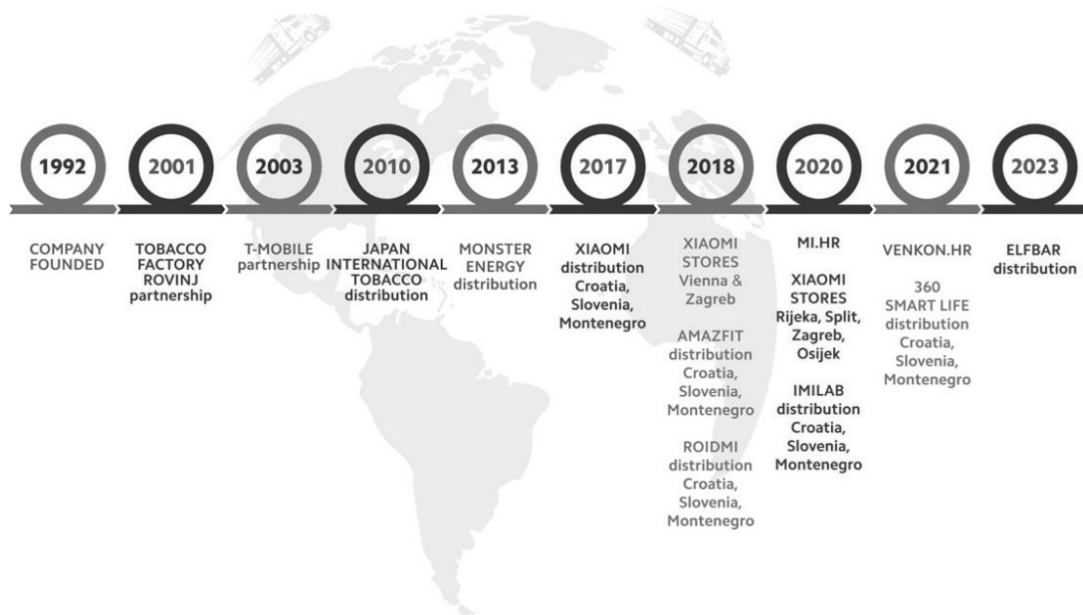 1992
2001
2003
2010
2013
2017
2018
2020
2021
2023
COMPANY
FOUNDED
TOBACCO
FACTORY
ROVINJ
partnership
T-MOBILE
partnership
JAPAN
INTERNATIONAL
TOBACCO
distribution
MONSTER
ENERGY
distribution
XIAOMI
distribution
Croatia,
Slovenia,
Montenegro
XIAOMI
STORES
Vienna &
Zagreb
AMAZFIT
distribution
Croatia,
Slovenia,
Montenegro
ROIDMI
distribution
Croatia,
Slovenia,
Montenegro
MI.HR
XIAOMI
STORES
Rijeka, Split,
Zagreb,
Osijek
IMILAB
distribution
Croatia,
Slovenia,
Montenegro
VENKON.HR
360
SMART LIFE
distribution
Croatia,
Slovenia,
Montenegro
ELFBAR
distribution